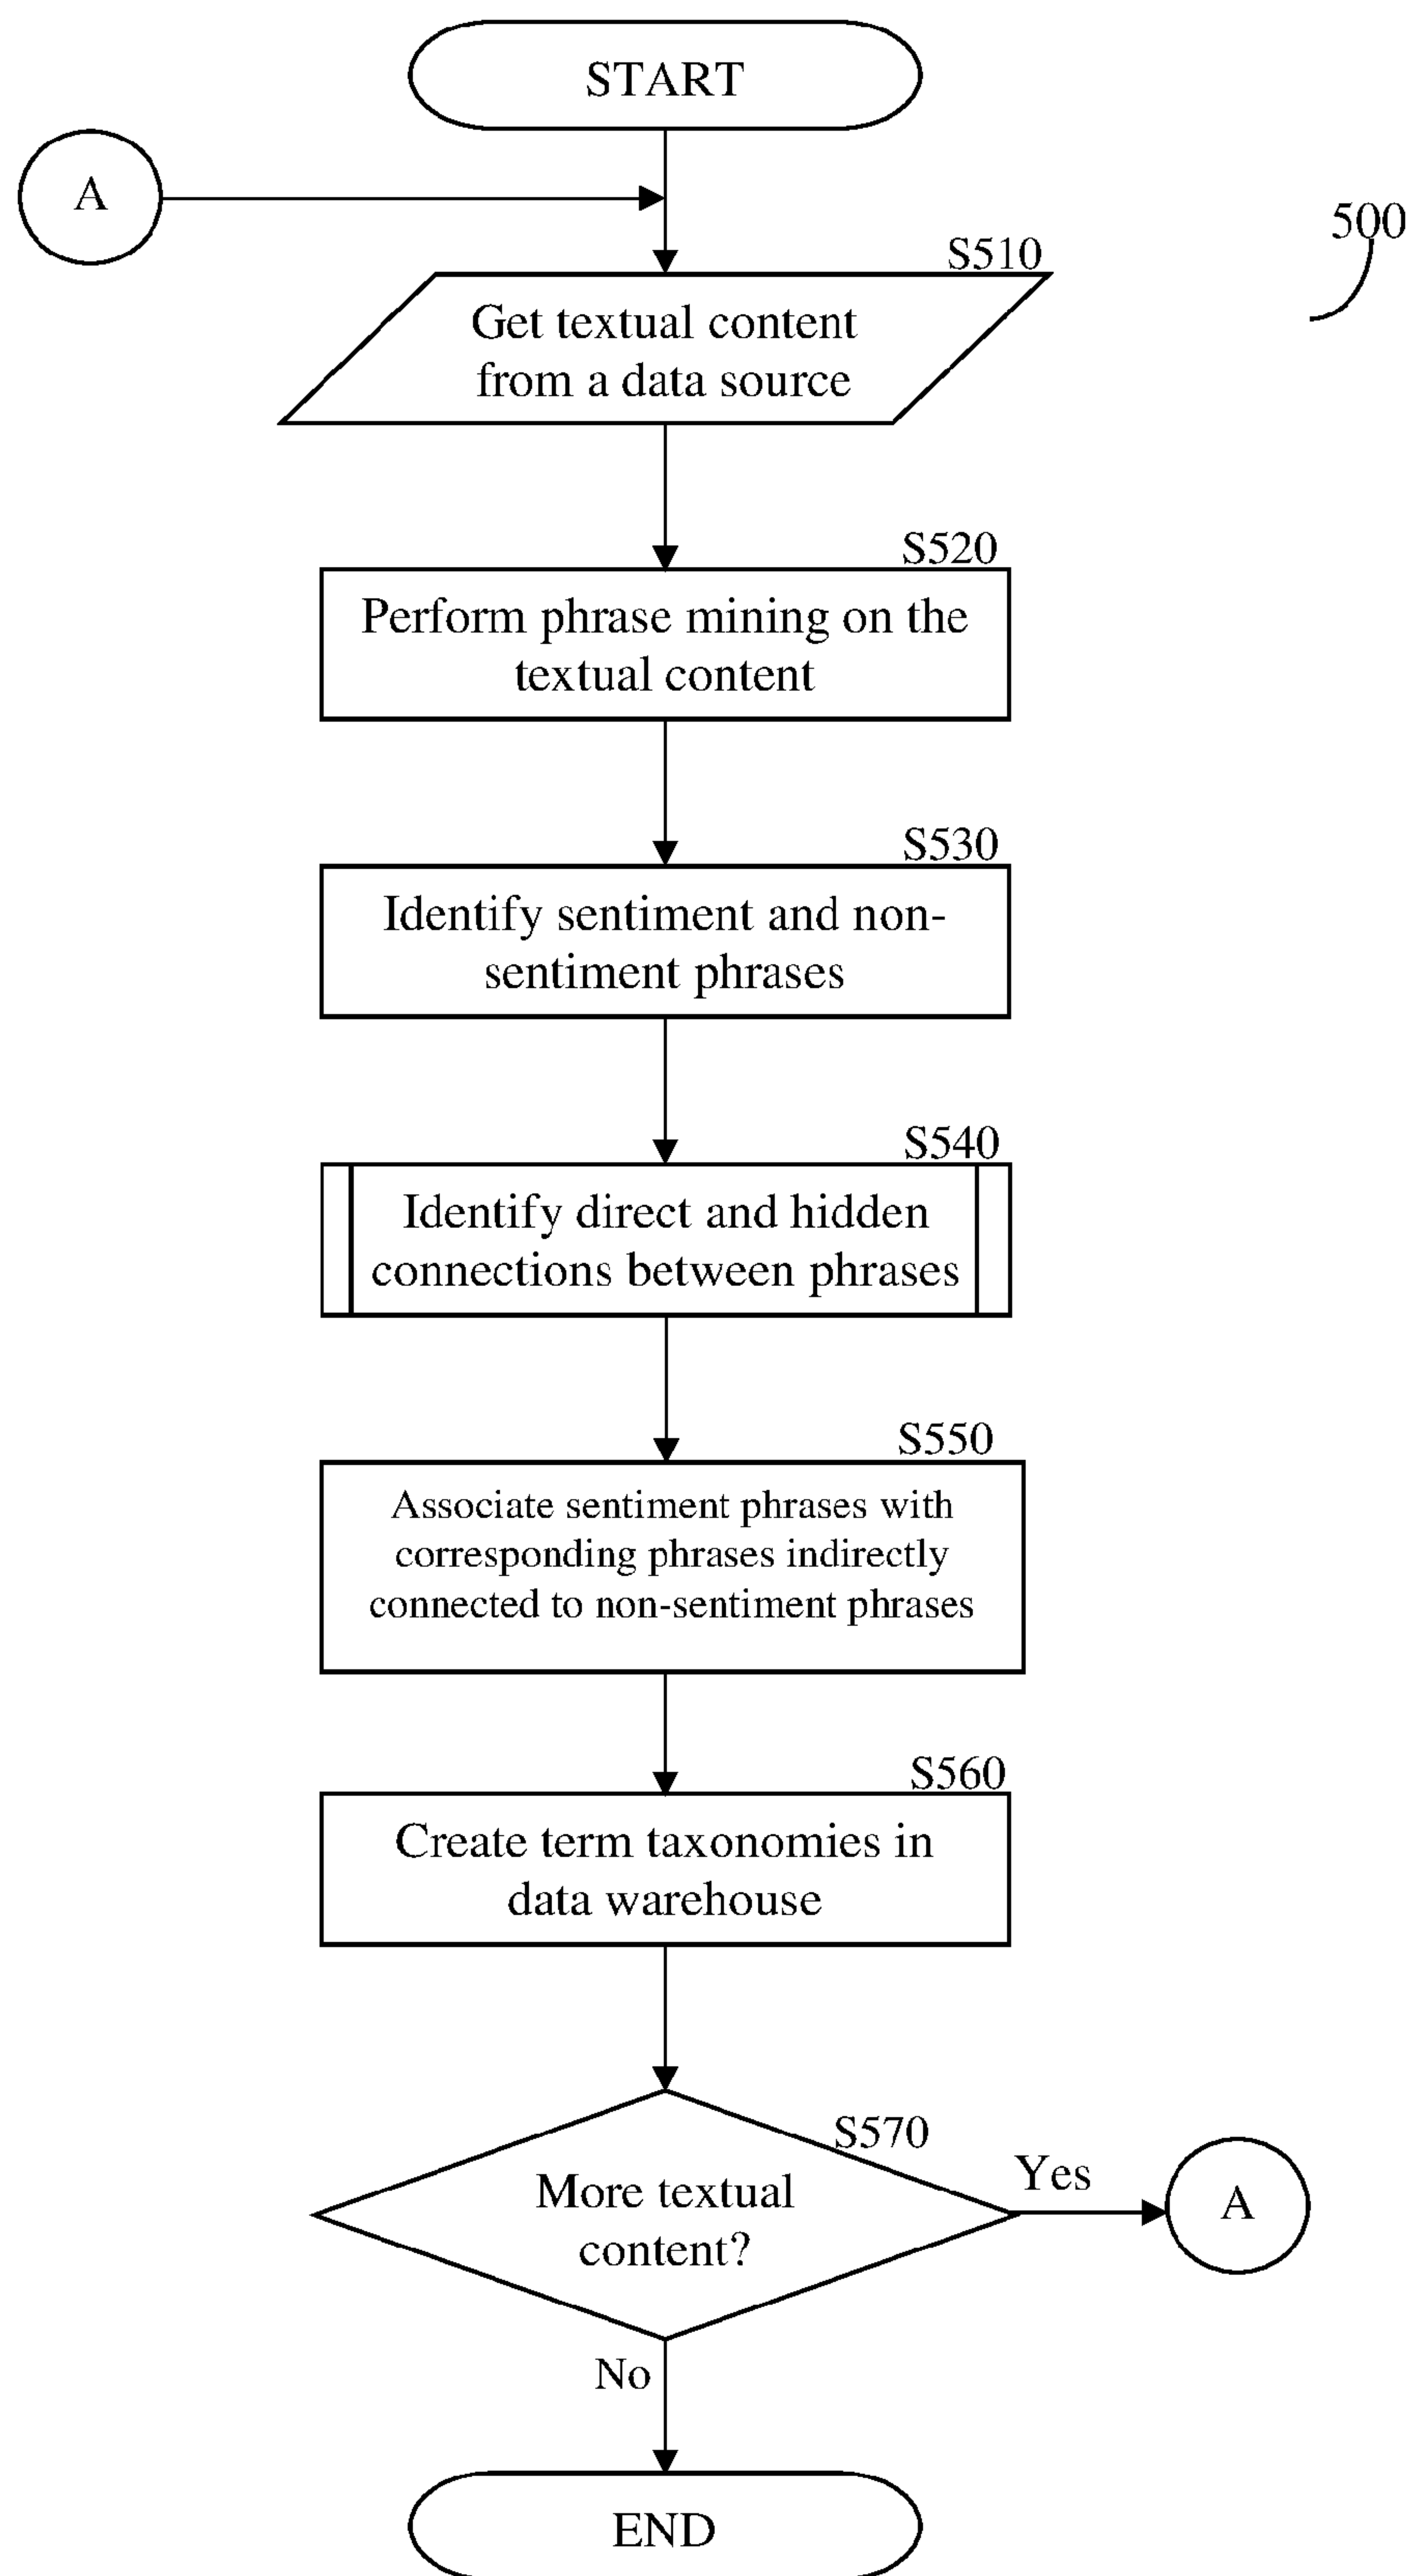 START
A
500
S510
Get textual content
from a data source
S520
Perform phrase mining on the
textual content
S530
Identify sentiment and non-
sentiment phrases
S540
Identify direct and hidden
connections between phrases
S550
Associate sentiment phrases with
corresponding phrases indirectly
connected to non-sentiment phrases
S560
Create term taxonomies in
data warehouse
S570
More textual
content?
Yes
A
No
END